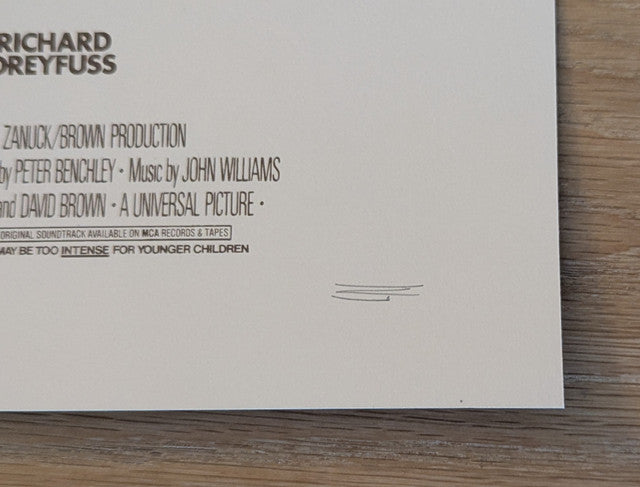 RICHARD
DREYFUSS
ZANUCK/BROWN PRODUCTION
by PETER BENCHLEY • Music by JOHN WILLIAMS
and DAVID BROWN • A UNIVERSAL PICTURE •
ORIGINAL SOUNDTRACK AVAILABLE ON MCA RECORDS & TAPES
MAY BE TOO INTENSE FOR YOUNGER CHILDREN